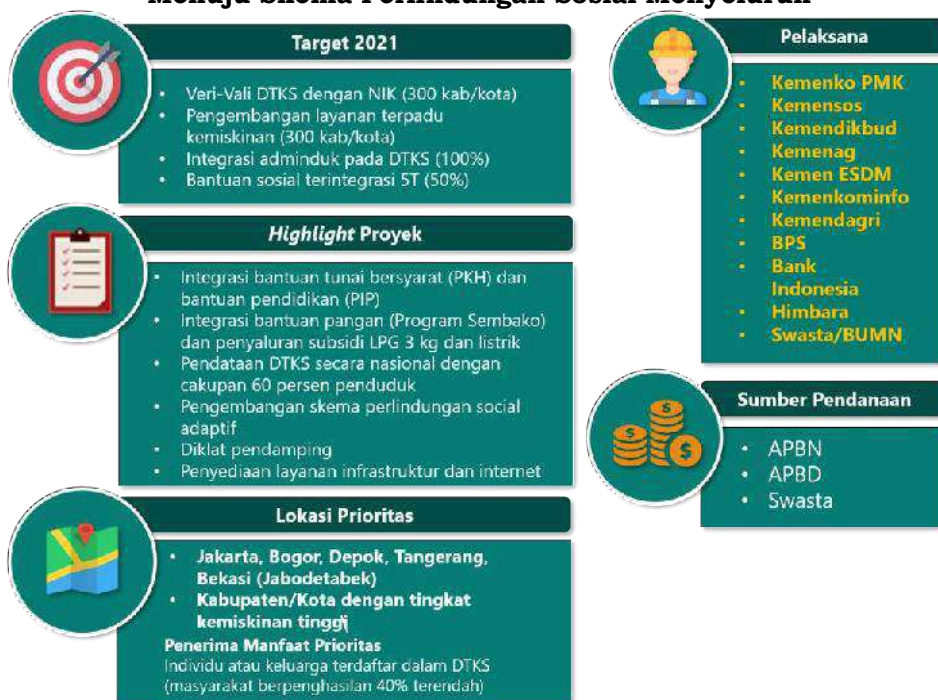 Menuju Skema Perlindungan Sosial Menyeluruh
Target 2021
• Veri-Vali DTKS dengan NIK (300 kab/kota)
• Pengembangan layanan terpadu
kemiskinan (300 kab/kota)
• Integrasi adminduk pada DTKS (100%)
• Bantuan sosial terintegrasi 5T (50%)
Highlight Proyek
• Integrasi bantuan tunai bersyarat (PKH) dan
bantuan pendidikan (PIP)
• Integrasi bantuan pangan (Program Sembako)
dan penyaluran subsidi LPG 3 kg dan listrik
• Pendataan DTKS secara nasional dengan
cakupan 60 persen penduduk
• Pengembangan skema perlindungan social
adaptif
• Diklat pendamping
• Penyediaan layanan infrastruktur dan internet
Lokasi Prioritas
• Jakarta, Bogor, Depok, Tangerang,
Bekasi (Jabodetabek)
• Kabupaten/Kota dengan tingkat
kemiskinan tinggi
Penerima Manfaat Prioritas
Individu atau keluarga terdaftar dalam DTKS
(masyarakat berpenghasilan 40% terendah)
Pelaksana
• Kemenko PMK
• Kemensos
• Kemendikbud
• Kemenag
• Kemen ESDM
• Kemenkominfo
• Kemendagri
• BPS
• Bank
Indonesia
• Himbara
• Swasta/BUMN
Sumber Pendanaan
• APBN
• APBD
• Swasta